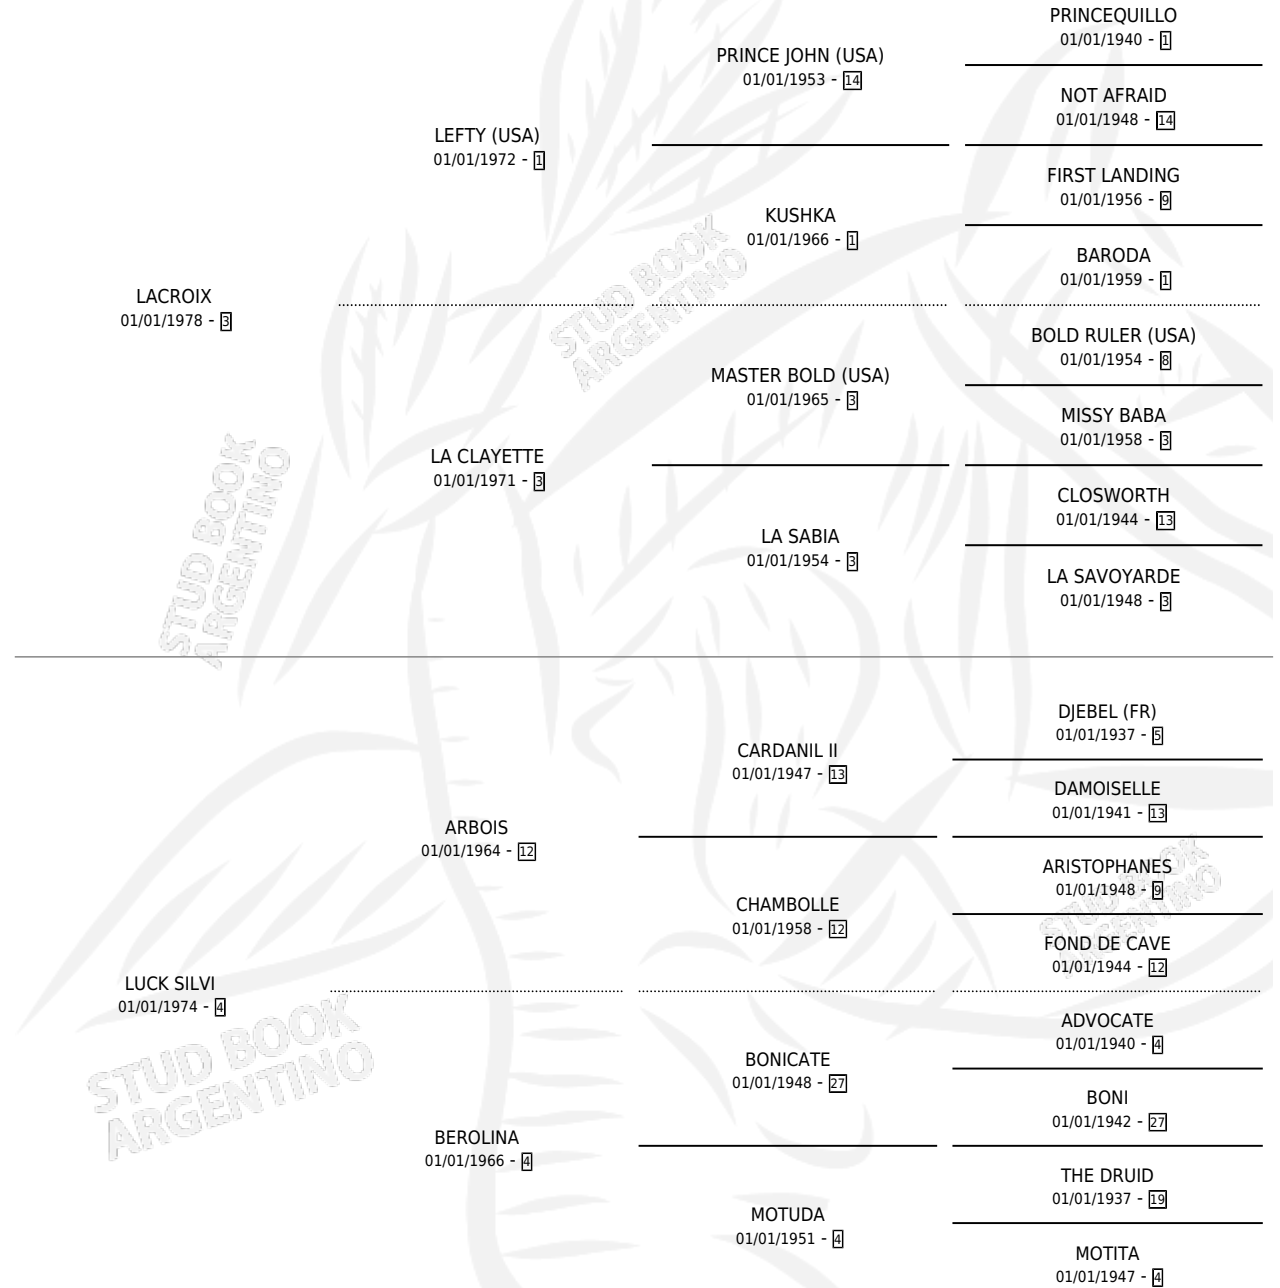 PRINCEQUILLO
01/01/1940 - 1
PRINCE JOHN (USA)
01/01/1953 - 14
NOT AFRAID
01/01/1948 - 14
LEFTY (USA)
01/01/1972 - 1
FIRST LANDING
01/01/1956 - 9
KUSHKA
01/01/1966 - 1
BARODA
01/01/1959 - 1
LACROIX
01/01/1978 - 3
STUD BOOK
ARGENTINO
BOLD RULER (USA)
01/01/1954 - 8
MASTER BOLD (USA)
01/01/1965 - 3
MISSY BABA
01/01/1958 - 3
LA CLAYETTE
01/01/1971 - 3
CLOSWORTH
01/01/1944 - 13
LA SABIA
01/01/1954 - 3
LA SAVOYARDE
01/01/1948 - 3
STUD BOOK
ARGENTINO
DJEBEL (FR)
01/01/1937 - 5
CARDANIL II
01/01/1947 - 13
DAMOISELLE
01/01/1941 - 13
ARBOIS
01/01/1964 - 12
ARISTOPHANES
01/01/1948 - 9
CHAMBOLLE
01/01/1958 - 12
FOND DE CAVE
01/01/1944 - 12
STUD BOOK
ARGENTINO
LUCK SILVI
01/01/1974 - 4
STUD BOOK
ARGENTINO
ADVOCATE
01/01/1940 - 4
BONICATE
01/01/1948 - 27
BONI
01/01/1942 - 27
BEROLINA
01/01/1966 - 4
THE DRUID
01/01/1937 - 19
MOTUDA
01/01/1951 - 4
MOTITA
01/01/1947 - 4